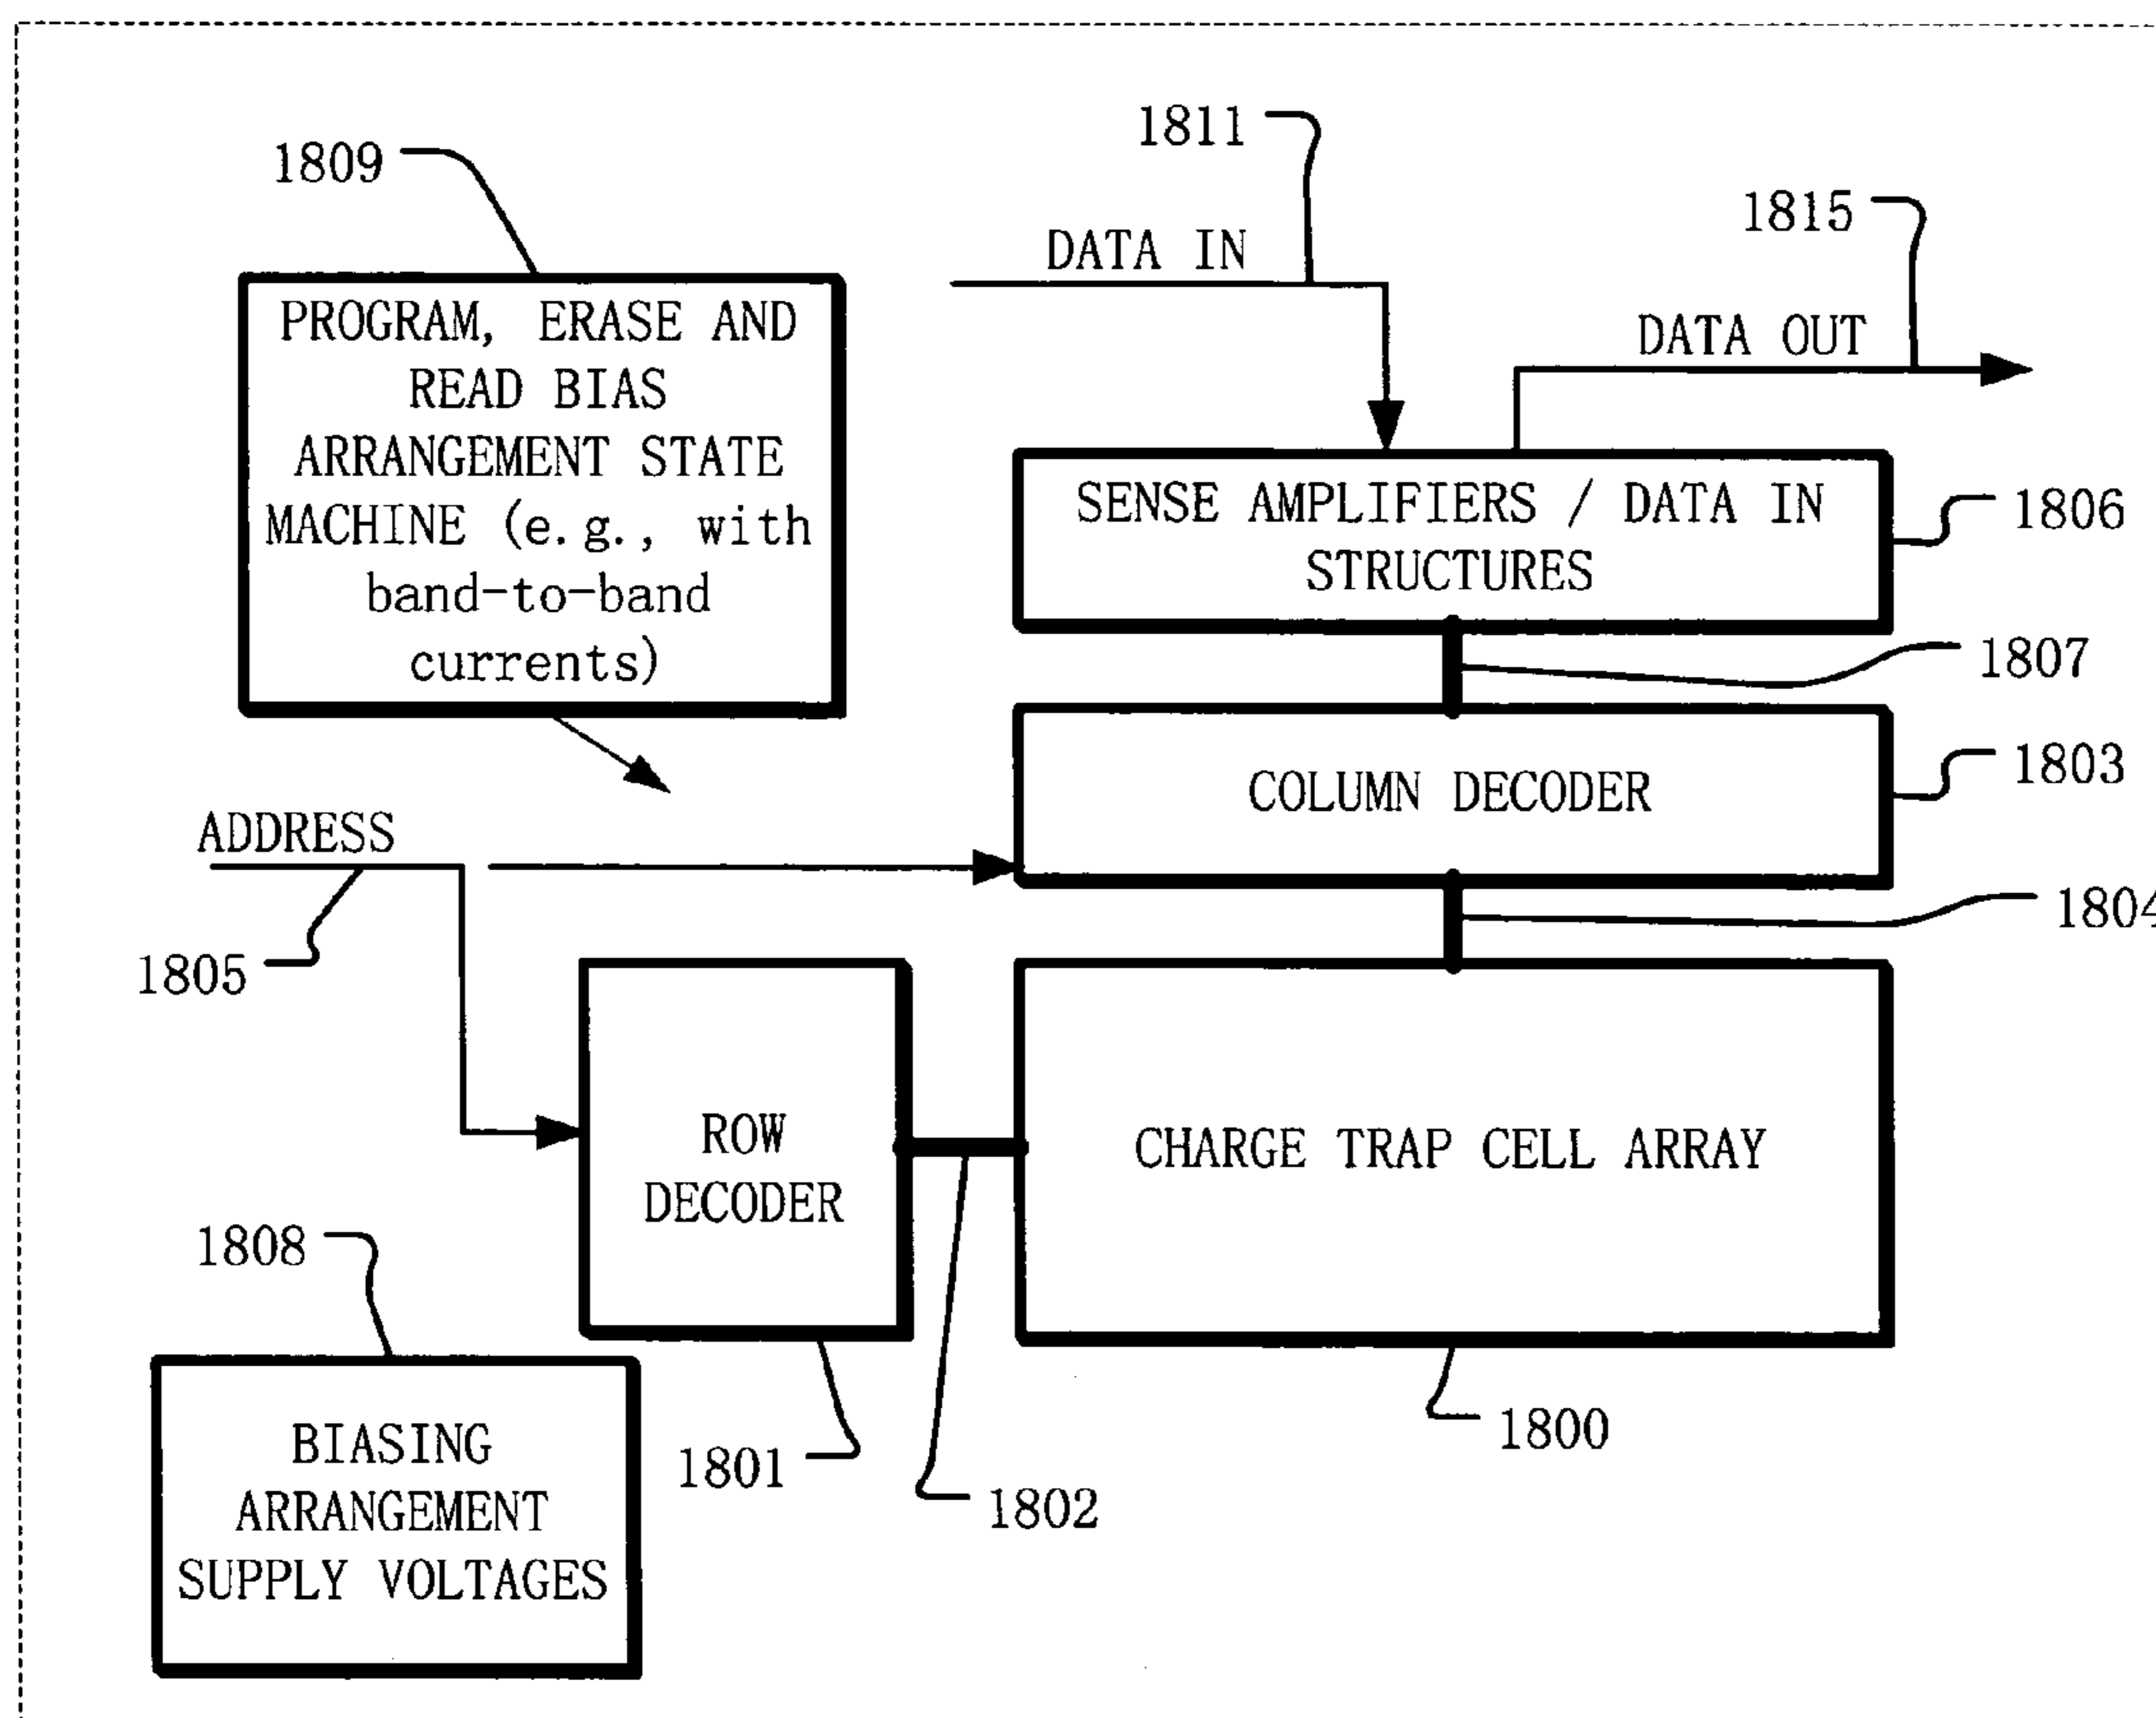 1811
1809
1815
DATA IN
PROGRAM, ERASE AND
READ BIAS
ARRANGEMENT STATE
MACHINE (e.g., with
band-to-band
currents)
DATA OUT
SENSE AMPLIFIERS / DATA IN
STRUCTURES
1806
1807
COLUMN DECODER
1803
ADDRESS
1804
1805
ROW
DECODER
CHARGE TRAP CELL ARRAY
1808
1800
1801
1802
BIASING
ARRANGEMENT
SUPPLY VOLTAGES